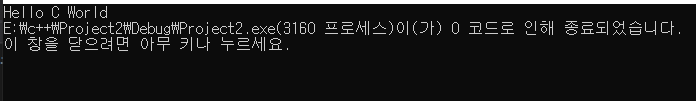 Hello C World
E:₩c++₩Project2₩Debug₩Project2.exe(3160 프로세스)이(가) 0 코드로 인해 종료되었습니다.
이 창을 닫으려면 아무 키나 누르세요.